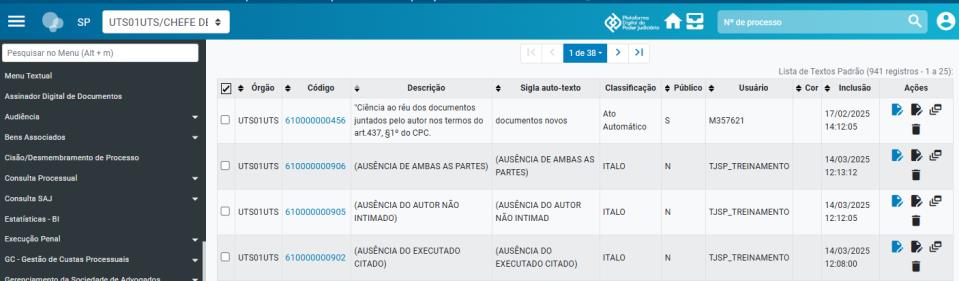 SP UTS01UTS/CHEFE DE
Plataforma Digital do Poder Judiciário
Nº de processo
Pesquisar no Menu (Alt + m)
Menu Textual
Assinador Digital de Documentos
Audiência
Bens Associados
Cisão/Desmembramento de Processo
Consulta Processual
Consulta SAJ
Estatísticas - BI
Execução Penal
GC - Gestão de Custas Processuais
Gerenciamento da Sociedade de Advogados
1 de 38
Lista de Textos Padrão (941 registros - 1 a 25):
Órgão Código Descrição Sigla auto-texto Classificação Público Usuário Cor Inclusão Ações
UTS01UTS 610000000456 "Ciência ao réu dos documentos juntados pelo autor nos termos do art.437, §1º do CPC. documentos novos Ato Automático S M357621 17/02/2025 14:12:05
UTS01UTS 610000000906 (AUSÊNCIA DE AMBAS AS PARTES) (AUSÊNCIA DE AMBAS AS PARTES) ITALO N TJSP_TREINAMENTO 14/03/2025 12:13:12
UTS01UTS 610000000905 (AUSÊNCIA DO AUTOR NÃO INTIMADO) (AUSÊNCIA DO AUTOR NÃO INTIMAD ITALO N TJSP_TREINAMENTO 14/03/2025 12:12:05
UTS01UTS 610000000902 (AUSÊNCIA DO EXECUTADO CITADO) (AUSÊNCIA DO EXECUTADO CITADO) ITALO N TJSP_TREINAMENTO 14/03/2025 12:08:00